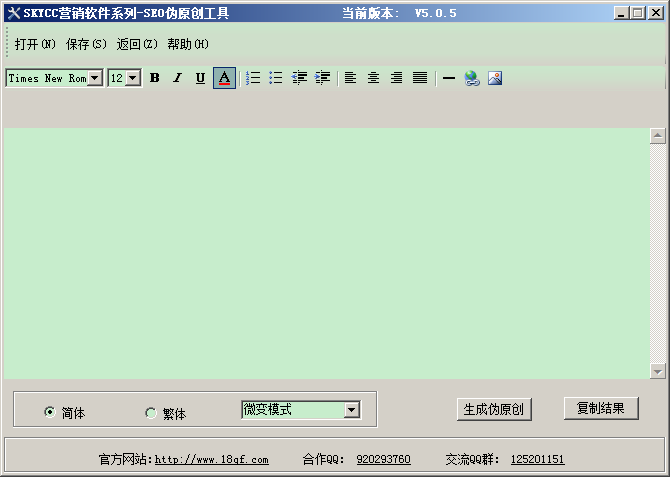 SKYCC营销软件系列-SEO伪原创工具 当前版本: V5.0.5
打开(N) 保存(S) 返回(Z) 帮助(H)
Times New Rom 12 B I U A
简体 繁体 微变模式 生成伪原创 复制结果
官方网站:http://www.18qf.com 合作QQ: 920293760 交流QQ群: 125201151